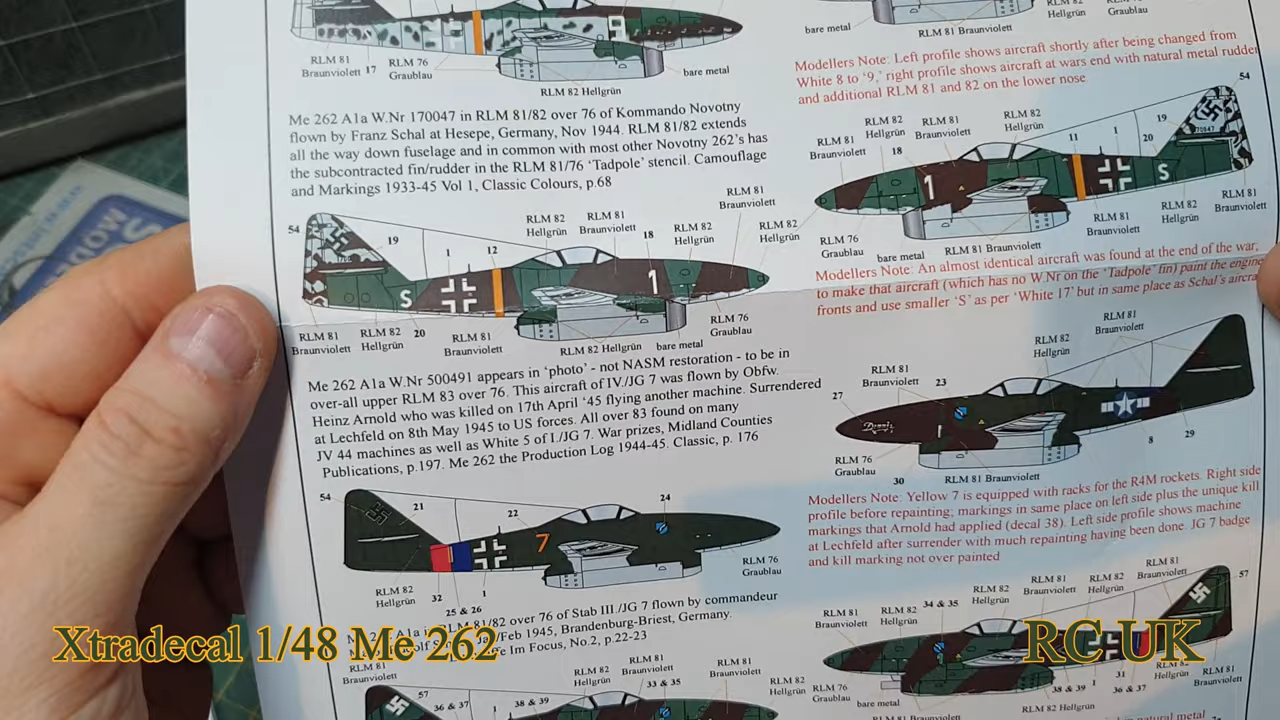 RLM 81
Braunviolett 17
RLM 76
Graublau
bare metal
RLM 82 Hellgrün
Me 262 A1a W.Nr 170047 in RLM 81/82 over 76 of Kommando Novotny
flown by Franz Schal at Hesepe, Germany, Nov 1944. RLM 81/82 extends
all the way down fuselage and in common with most other Novotny 262's has
the subcontracted fin/rudder in the RLM 81/76 'Tadpole' stencil. Camouflage
and Markings 1933-45 Vol 1, Classic Colours, p.68
bare metal
RLM 81 Braunviolett
Hellgrün
Graublau
Modellers Note: Left profile shows aircraft shortly after being changed from
White 8 to '9,' right profile shows aircraft at wars end with natural metal rudder
and additional RLM 81 and 82 on the lower nose
54
19
1
12
RLM 82
Hellgrün
RLM 81
Braunviolett
18
RLM 82
Hellgrün
RLM 81
Braunviolett
RLM 82
Hellgrün
S
1
RLM 81
Braunviolett
RLM 82
Hellgrün
20
RLM 81
Braunviolett
RLM 82 Hellgrün
bare metal
RLM 76
Graublau
RLM 81
Braunviolett
RLM 82
Hellgrün
18
RLM 81
Braunviolett
RLM 82
Hellgrün
11
1
20
19
54
1
S
RLM 76
Graublau
bare metal
RLM 81 Braunviolett
RLM 81
Braunviolett
RLM 82
Hellgrün
RLM 81
Braunviolett
Modellers Note: An almost identical aircraft was found at the end of the war,
to make that aircraft (which has no W.Nr on the 'Tadpole' fin) paint the engine
fronts and use smaller 'S' as per 'White 17' but in same place as Schal's
Me 262 A1a W.Nr 500491 appears in 'photo' - not NASM restoration - to be in
over-all upper RLM 83 over 76. This aircraft of IV./JG 7 was flown by Obfw.
Heinz Arnold who was killed on 17th April '45 flying another machine. Surrendered
at Lechfeld on 8th May 1945 to US forces. All over 83 found on many
JV 44 machines as well as White 5 of I./JG 7. War prizes, Midland Counties
Publications, p.197. Me 262 the Production Log 1944-45. Classic, p. 176
27
RLM 81
Braunviolett
23
RLM 82
Hellgrün
RLM 81
Braunviolett
RLM 76
Graublau
30
RLM 81 Braunviolett
8
29
Modellers Note: Yellow 7 is equipped with racks for the R4M rockets. Right side
profile before repainting; markings in same place on left side plus the unique kill
markings that Arnold had applied (decal 38). Left side profile shows machine
at Lechfeld after surrender with much repainting having been done. JG 7 badge
and kill marking not over painted
54
21
22
24
7
RLM 82
Hellgrün
32
25 & 26
1
RLM 76
Graublau
RLM 81/82 over 76 of Stab III./JG 7 flown by commandeur
Feb 1945, Brandenburg-Briest, Germany.
Im Focus, No.2, p.22-23
RLM 81
Braunviolett
RLM 82
Hellgrün
34 & 35
RLM 82
Hellgrün
RLM 81
Braunviolett
RLM 82
Hellgrün
RLM 81
Braunviolett
57
RLM 76
Graublau
bare metal
RLM 82 Hellgrün
38 & 39
1
36 & 37
31
RLM 81
Braunviolett
RLM 81
Braunviolett
57
36 & 37
38 & 39
RLM 82
Hellgrün
RLM 81
Braunviolett
33 & 35
RLM 81
Braunviolett
RLM 82
Hellgrün
natural metal
Xtradecal 1/48 Me 262
RC UK